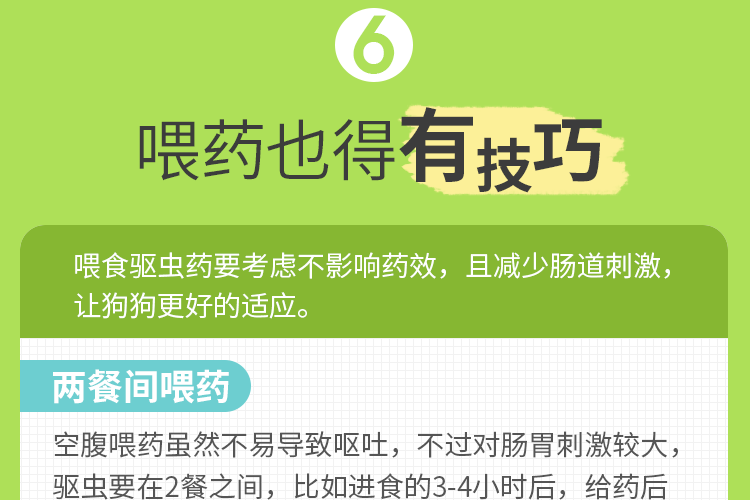 6
喂药也得有技巧
喂食驱虫药要考虑不影响药效，且减少肠道刺激，
让狗狗更好的适应。
两餐间喂药
空腹喂药虽然不易导致呕吐，不过对肠胃刺激较大，
驱虫要在2餐之间，比如进食的3-4小时后，给药后